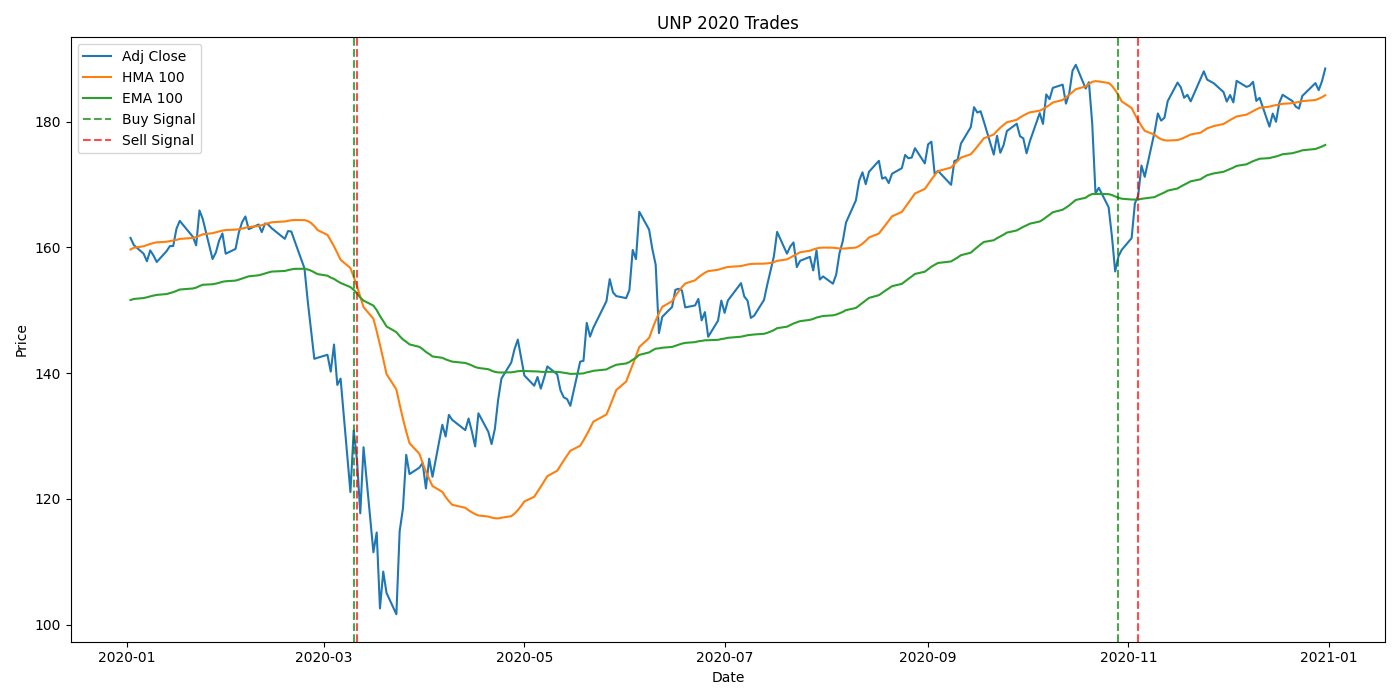 UNP 2020 Trades
Adj Close
HMA 100
EMA 100
Buy Signal
Sell Signal
Price
180
160
140
120
100
2020-01
2020-03
2020-05
2020-07
2020-09
2020-11
2021-01
Date